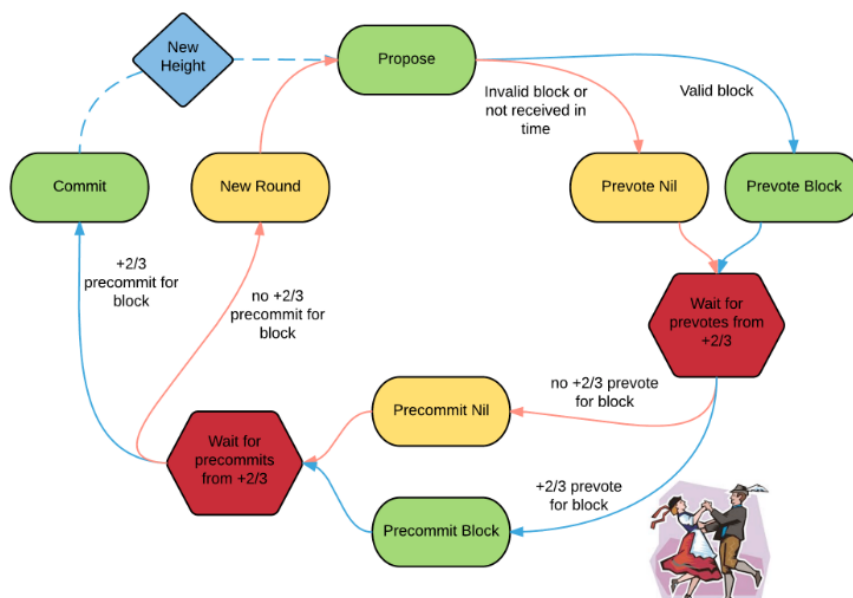 New
Height
Propose
Invalid block or
not received in
time
Valid block
Commit
New Round
Prevote Nil
Prevote Block
+2/3
precommit for
block
no +2/3
precommit for
block
Wait for
prevotes from
+2/3
no +2/3 prevote
for block
Precommit Nil
Wait for
precommits
from +2/3
+2/3 prevote
for block
Precommit Block